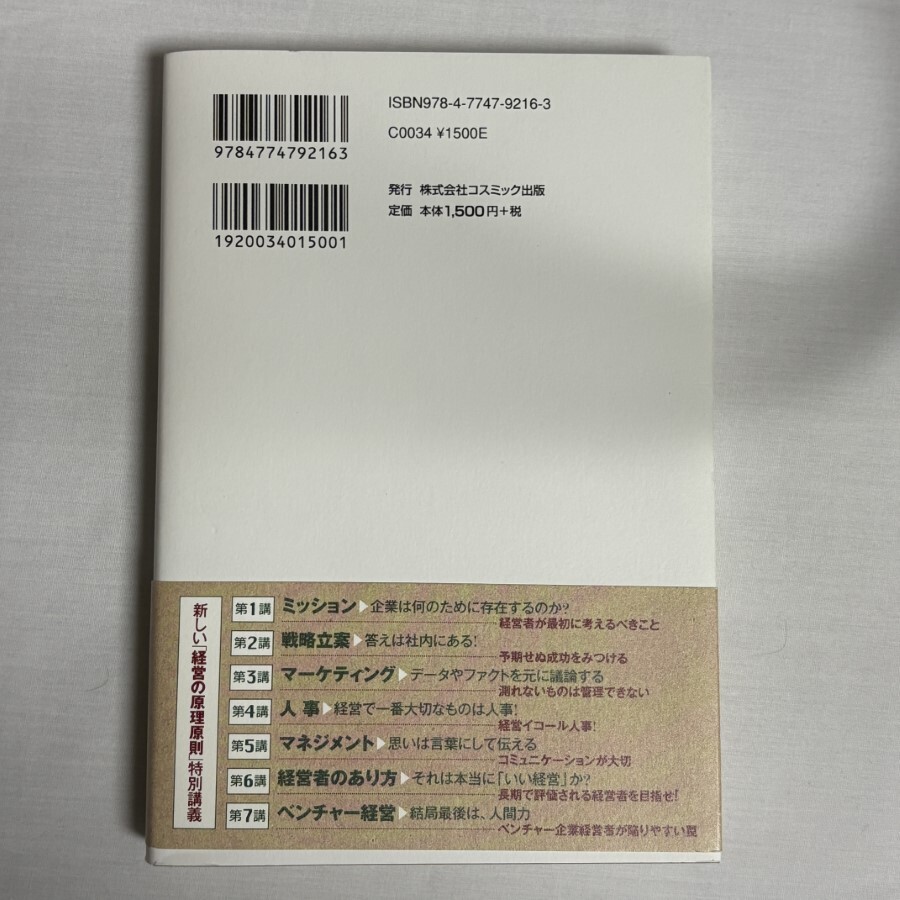 ISBN978-4-7747-9216-3
C0034 ¥1500E
9784774792163
発行 株式会社コスミック出版
定価 本体1,500円+税
1920034015001
新しい「経営の原理原則」特別講義
第1講 ミッション▶企業は何のために存在するのか?
経営者が最初に考えるべきこと
第2講 戦略立案▶答えは社内にある!
予期せぬ成功をみつける
第3講 マーケティング▶データやファクトを元に議論する
測れないものは管理できない
第4講 人事▶経営で一番大切なものは人事!
経営イコール人事!
第5講 マネジメント▶思いは言葉にして伝える
コミュニケーションが大切
第6講 経営者のあり方▶それは本当に「いい経営」か?
長期で評価される経営者を目指せ!
第7講 ベンチャー経営▶結局最後は、人間力
ベンチャー企業経営者が陥りやすい罠